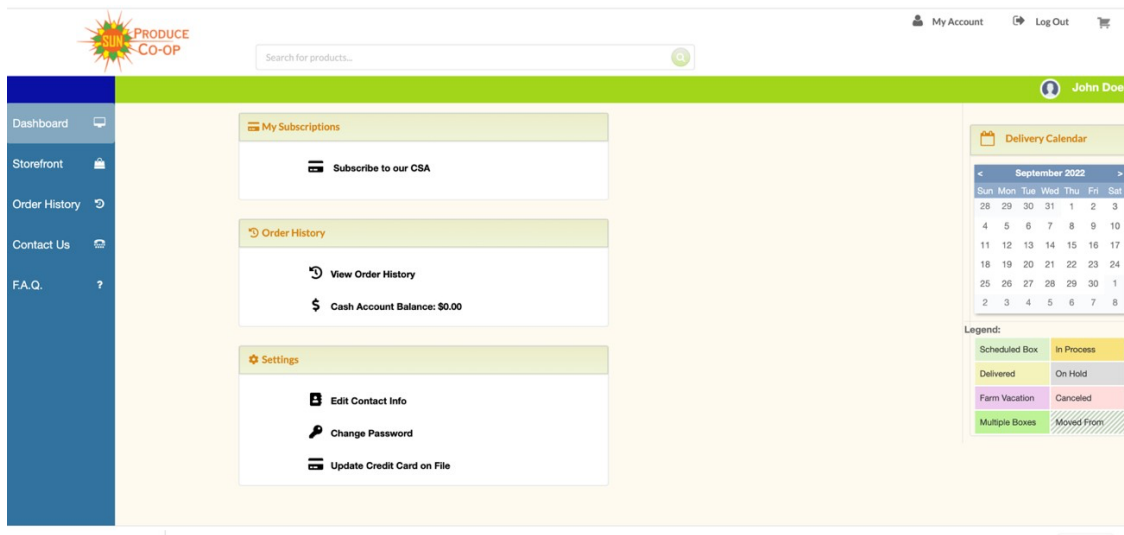 SUN PRODUCE
CO-OP
My Account
Log Out
Search for products...
John Doe
Dashboard
Storefront
Order History
Contact Us
F.A.Q. ?
My Subscriptions
Subscribe to our CSA
Order History
View Order History
$ Cash Account Balance: $0.00
Settings
Edit Contact Info
Change Password
Update Credit Card on File
Delivery Calendar
< September 2022 >
Sun Mon Tue Wed Thu Fri Sat
28 29 30 31 1 2 3
4 5 6 7 8 9 10
11 12 13 14 15 16 17
18 19 20 21 22 23 24
25 26 27 28 29 30 1
2 3 4 5 6 7 8
Legend:
Scheduled Box In Process
Delivered On Hold
Farm Vacation Canceled
Multiple Boxes Moved From